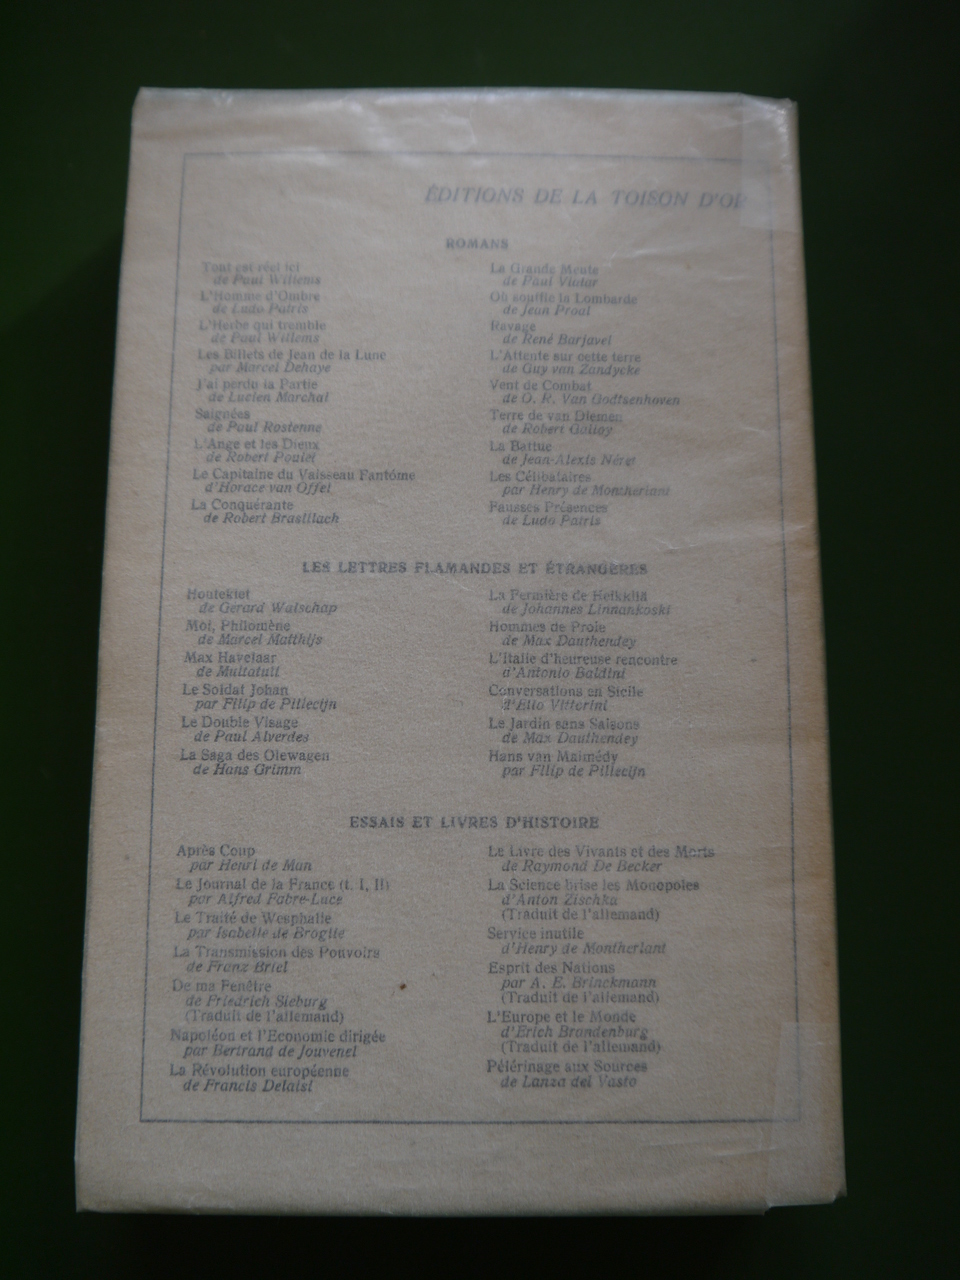 ÉDITIONS DE LA TOISON D'OR
ROMANS
Tout est réel ici
de Paul Willems
L'Homme d'Ombre
de Ludo Patris
L'Herbe qui tremble
de Paul Willems
Les Billets de Jean de la Lune
par Marcel Dehaye
J'ai perdu la Partie
de Lucien Marchal
Saignées
de Paul Rostenne
L'Ange et les Dieux
de Robert Poulet
Le Capitaine du Vaisseau Fantôme
d'Horace van Offel
La Conquérante
de Robert Brasillach
La Grande Meute
de Paul Vialar
Où souffle la Lombarde
de Jean Proal
Ravage
de René Barjavel
L'Attente sur cette terre
de Guy van Zandycke
Vent de Combat
de O. R. Van Godtsenhoven
Terre de van Diemen
de Robert Golloy
La Battue
de Jean-Alexis Néret
Les Célibataires
par Henry de Montherlant
Fausses Présences
de Ludo Patris
LES LETTRES FLAMANDES ET ÉTRANGÈRES
Houtekiet
de Gérard Walschap
Moi, Philomène
de Marcel Matthijs
Max Havelaar
de Multatuli
Le Soldat Johan
par Filip de Pillecijn
Le Double Visage
de Paul Alverdes
La Saga des Olewagen
de Hans Grimm
La Fermière de Heikkilä
de Johannes Linnankoski
Hommes de Proie
de Max Dauthendey
L'Italie d'heureuse rencontre
d'Antonio Baldini
Conversations en Sicile
d'Elio Vittorini
Le Jardin sans Saisons
de Max Dauthendey
Hans van Malmédy
par Filip de Pillecijn
ESSAIS ET LIVRES D'HISTOIRE
Après Coup
par Henri de Man
Le Journal de la France (t. I, II)
par Alfred Fabre-Luce
Le Traité de Westphalie
par Isabelle de Broglie
La Transmission des Pouvoirs
de Franz Briel
De ma Fenêtre
de Friedrich Sieburg
(Traduit de l'allemand)
Napoléon et l'Economie dirigée
par Bertrand de Jouvenel
La Révolution européenne
de Francis Delaisi
Le Livre des Vivants et des Morts
de Raymond De Becker
La Science brise les Monopoles
d'Anton Zischka
(Traduit de l'allemand)
Service inutile
d'Henry de Montherlant
Esprit des Nations
par A. E. Brinckmann
(Traduit de l'allemand)
L'Europe et le Monde
d'Erich Brandenburg
(Traduit de l'allemand)
Pélérinage aux Sources
de Lanza del Vasto